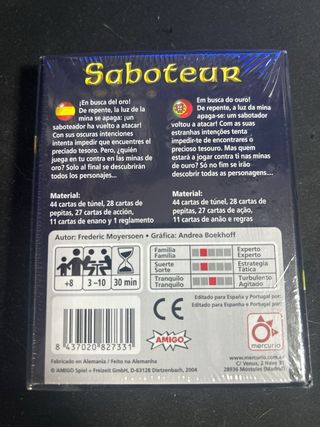 Saboteur
¡En busca del oro!
De repente, la luz de la
mina se apaga: ¡un
saboteador ha vuelto a atacar!
Con sus oscuras intenciones
intenta impedir que encuentres el
preciado tesoro. Pero, ¿quién
juega en tu contra en las minas de
oro? Solo al final se descubrirán
todos los personajes...
Material:
44 cartas de túnel, 28 cartas de
pepitas, 27 cartas de acción,
11 cartas de enano y 1 reglamento
Em busca do ouro!
De repente, a luz da mina
apaga-se: um sabotador
voltou a atacar! Com as suas
estranhas intenções tenta
impedir-te de encontrares o
precioso tesouro. Mas quem
estará a jogar contra ti nas minas
de ouro? Só no fim se irão
descobrir todas as personagens...
Material:
44 cartas de túnel, 28 cartas de
pepitas, 27 cartas de ação,
11 cartas de anão e regras
Autor: Frederic Moyersoen • Gráfica: Andrea Boekhoff
+8
3-10
30 min
Familia
Família
Experto
Experto
Suerte
Sorte
Estrategia
Tática
Tranquilo
Tranquilo
Turbulento
Agitado
Editado para España y Portugal por:
Editado para Espanha e Portugal por:
8 437020 827331
CE
AMIGO
mercurio
Fabricado en Alemania / Feito na Alemanha
© AMIGO Spiel + Freizeit GmbH, D-63128 Dietzenbach, 2004
www.mercurio.com.es
C/ Venus, 2 Nave 5
28936 Móstoles (Madrid)